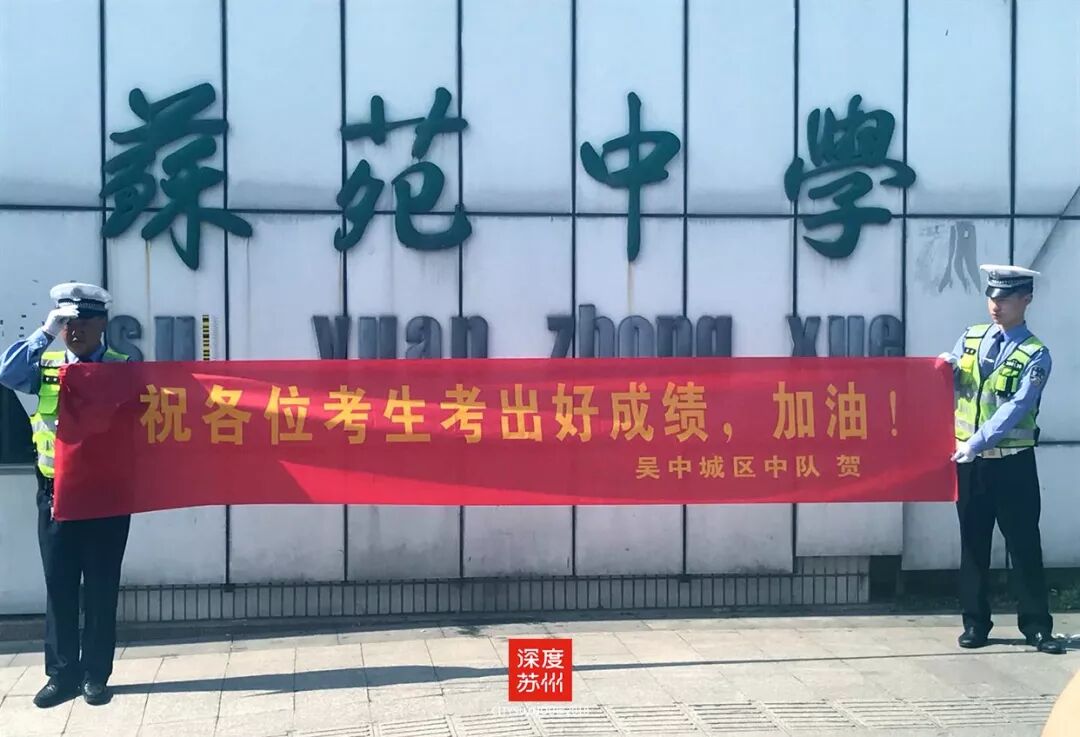 蘇苑中学
su yuan zhong xue
祝各位考生考出好成绩，加油！
吴中城区中队 贺
深度
苏州